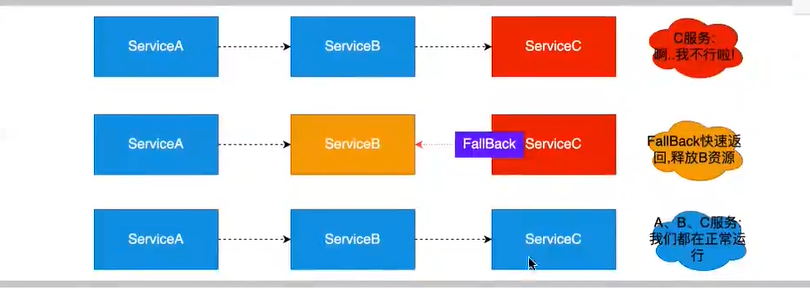 ServiceA
ServiceB
ServiceC
C服务:
啊..我不行啦!
ServiceA
ServiceB
FallBack
ServiceC
FallBack快速返
回,释放B资源
ServiceA
ServiceB
ServiceC
A、B、C服务:
我们都在正常运
行